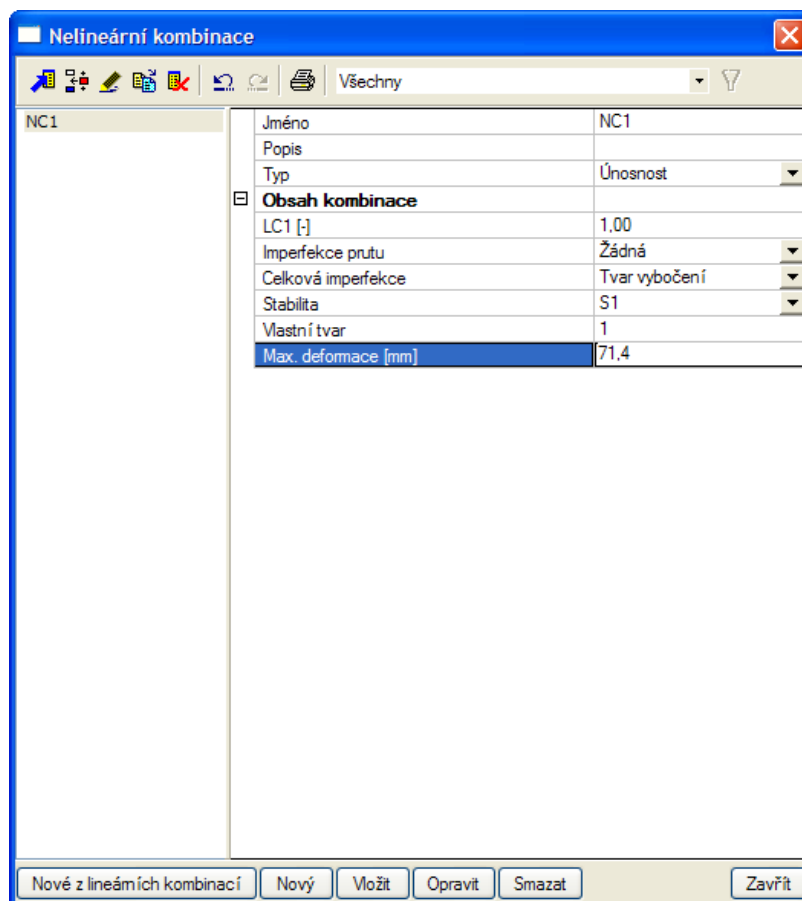 Nelineární kombinace
Všechny
NC1
Jméno NC1
Popis
Typ Únosnost
Obsah kombinace
LC1 [-] 1,00
Imperfekce prutu Žádná
Celková imperfekce Tvar vybočení
Stabilita S1
Vlastní tvar 1
Max. deformace [mm] 71,4
Nové z lineárních kombinací Nový Vložit Opravit Smazat Zavřít